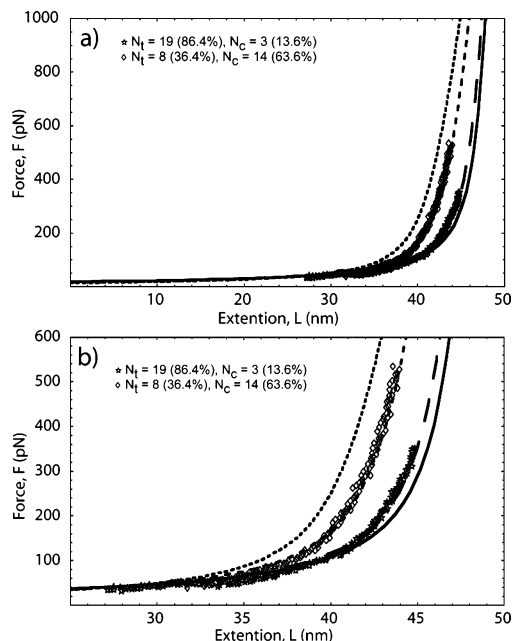 a)
★ Nt = 19 (86.4%), Nc = 3 (13.6%)
◇ Nt = 8 (36.4%), Nc = 14 (63.6%)
1000
800
600
400
200
Force, F (pN)
10 20 30 40 50
Extention, L (nm)
b)
★ Nt = 19 (86.4%), Nc = 3 (13.6%)
◇ Nt = 8 (36.4%), Nc = 14 (63.6%)
600
500
400
300
200
100
Force, F (pN)
30 35 40 45 50
Extention, L (nm)